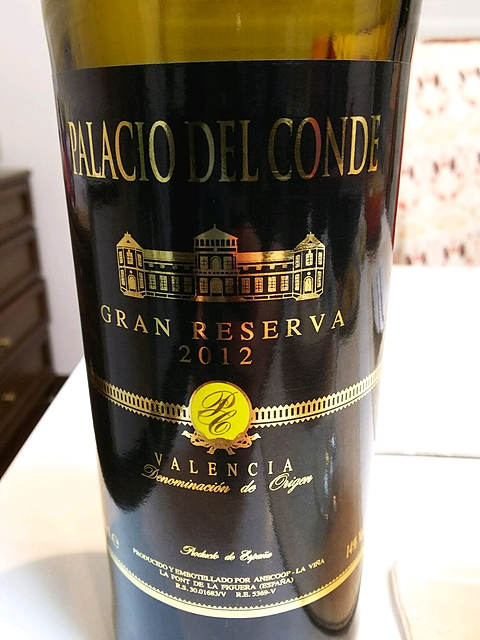 PALACIO DEL CONDE
GRAN RESERVA
2012
PC
VALENCIA
Denominación de Origen
Producto de España
PRODUCIDO Y EMBOTELLADO POR ANECOOP - LA VIÑA
LA FONT DE LA FIGUERA (ESPAÑA)
R.S. 30.01683/V R.E. 5369-V